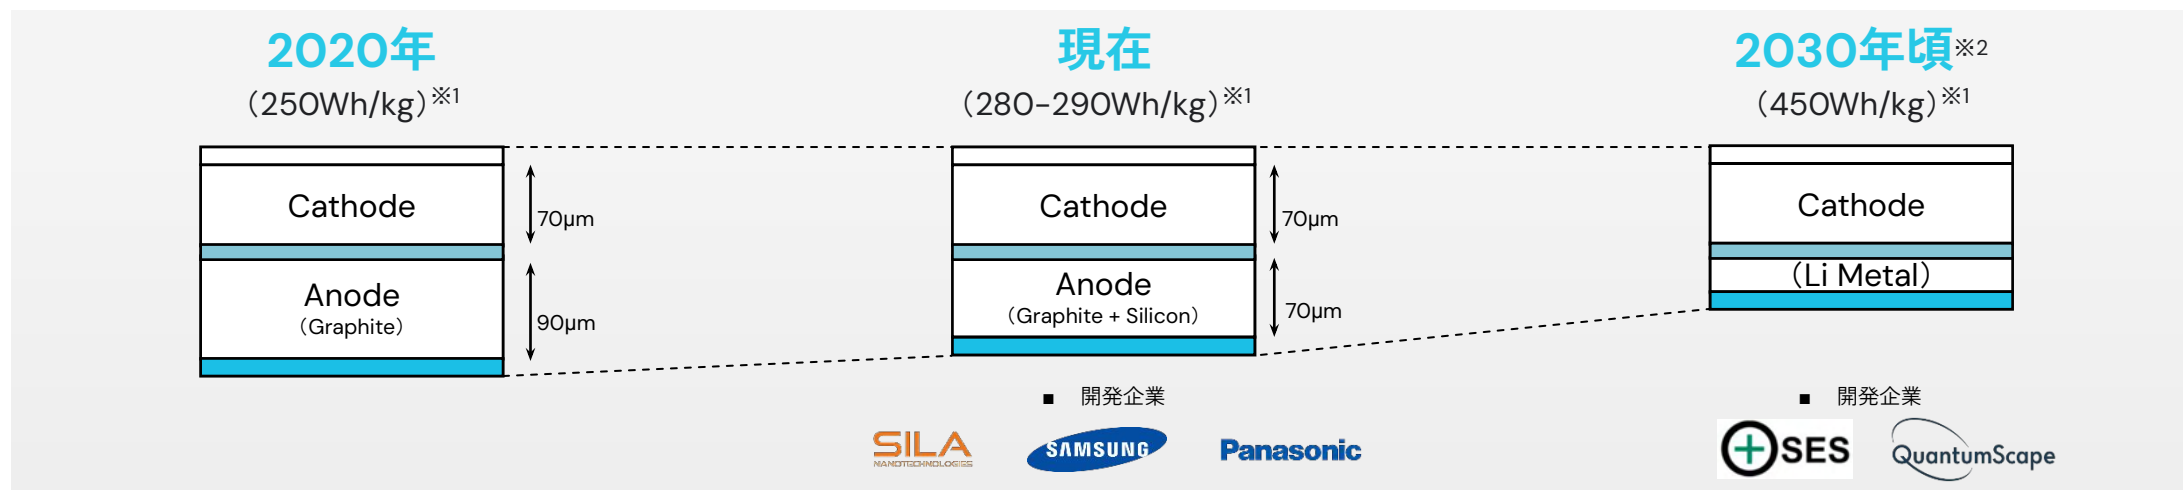 2020年
（250Wh/kg）※1
Cathode
70μm
Anode
（Graphite）
90μm
現在
（280-290Wh/kg）※1
Cathode
70μm
Anode
（Graphite + Silicon）
70μm
■ 開発企業
SILA
NANOTECHNOLOGIES
SAMSUNG
Panasonic
2030年頃※2
（450Wh/kg）※1
Cathode
（Li Metal）
■ 開発企業
SES
QuantumScape